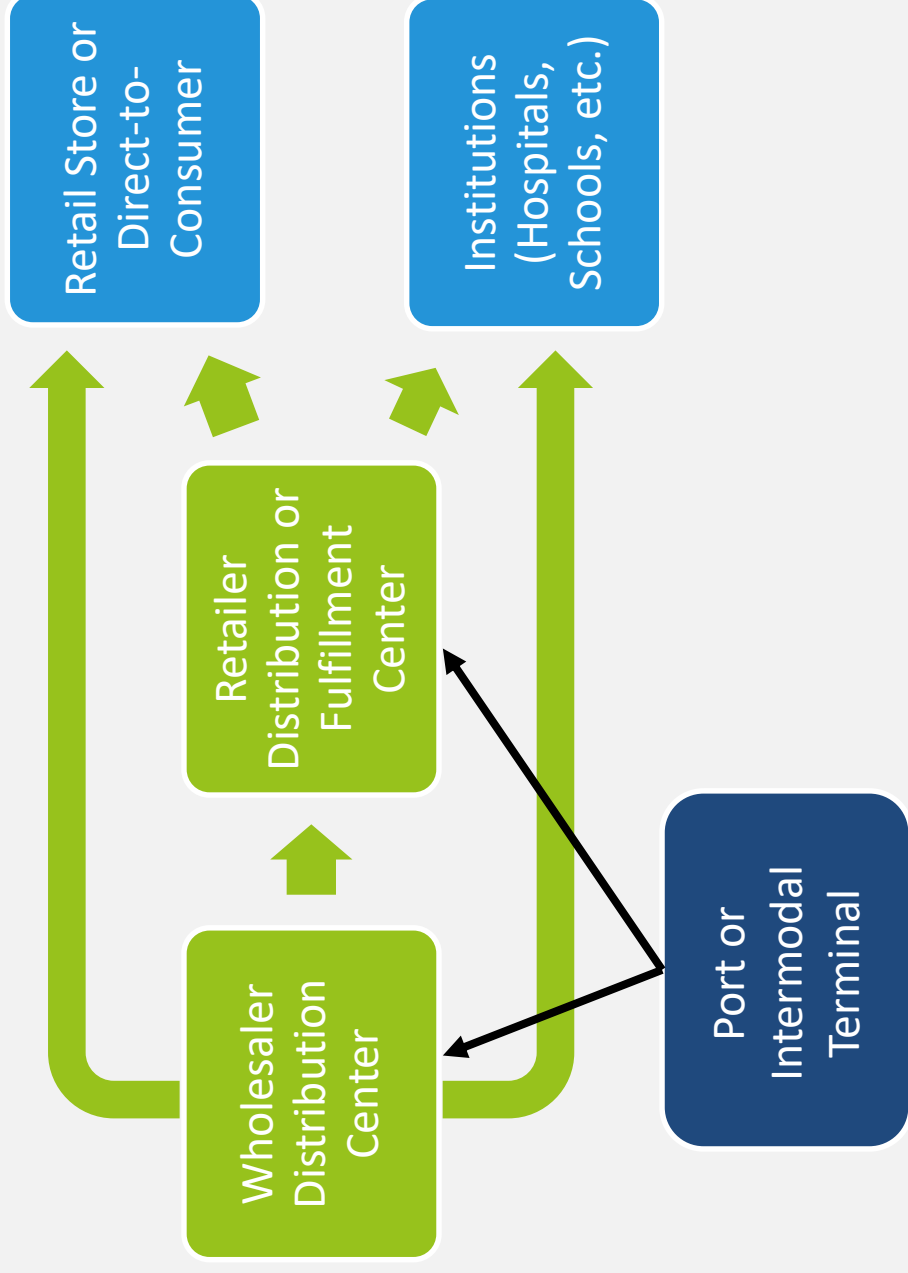 Wholesaler
Distribution
Center
Retailer
Distribution or
Fulfillment
Center
Retail Store or
Direct-to-
Consumer
Institutions
(Hospitals,
Schools, etc.)
Port or
Intermodal
Terminal